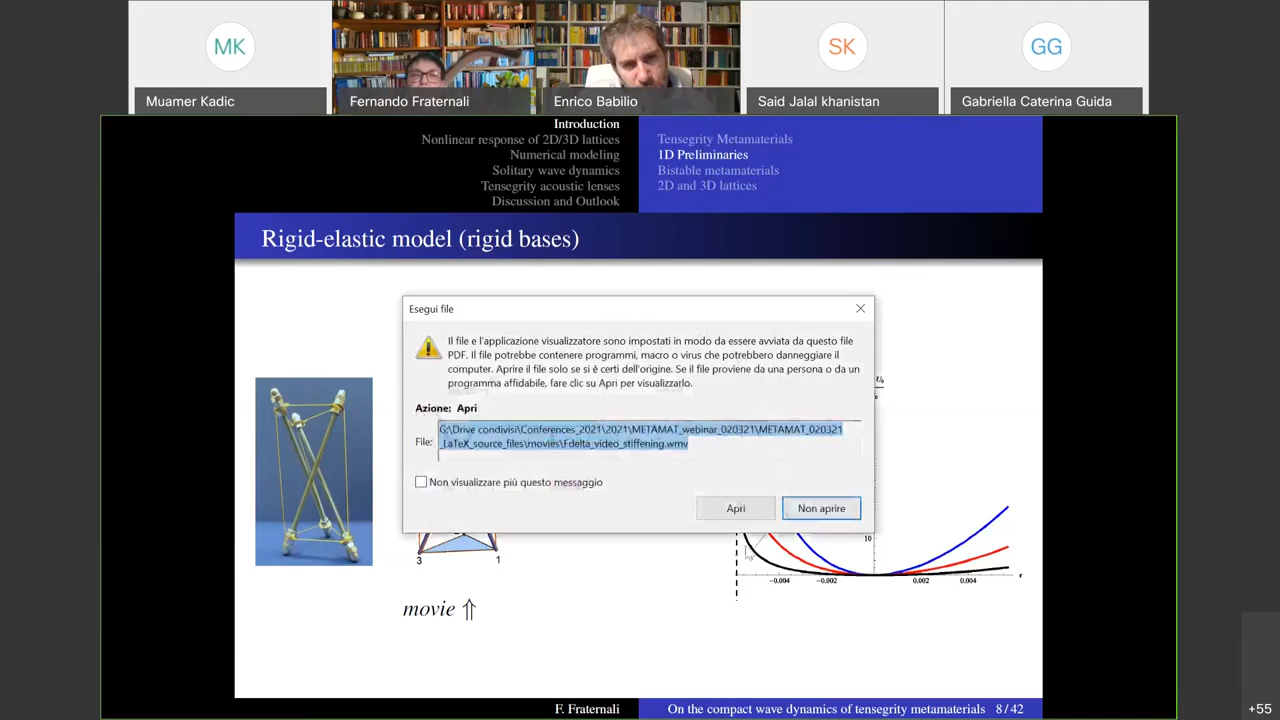 MK
SK
GG
Muamer Kadic
Fernando Fraternali
Enrico Babilio
Said Jalal khanistan
Gabriella Caterina Guida
Introduction
Nonlinear response of 2D/3D lattices
Numerical modeling
Solitary wave dynamics
Tensegrity acoustic lenses
Discussion and Outlook
Tensegrity Metamaterials
1D Preliminaries
Bistable metamaterials
2D and 3D lattices
Rigid-elastic model (rigid bases)
Esegui file
Il file e l'applicazione visualizzatore sono impostati in modo da essere avviata da questo file
PDF. Il file potrebbe contenere programmi, macro o virus che potrebbero danneggiare il
computer. Aprire il file solo se si è certi dell'origine. Se il file proviene da una persona o da un
programma affidabile, fare clic su Apri per visualizzarlo.
Azione: Apri
File:
G:\Drive condivisi\Conferences_2021\2021\METAMAT_webinar_020321\METAMAT_020321
_LaTeX_source_files\movies\Fdelta_video_stiffening.wmv
Non visualizzare più questo messaggio
Apri
Non aprire
3
1
10
−0.004
−0.002
0.002
0.004
movie ⇑
F. Fraternali
On the compact wave dynamics of tensegrity metamaterials
8 / 42
+55